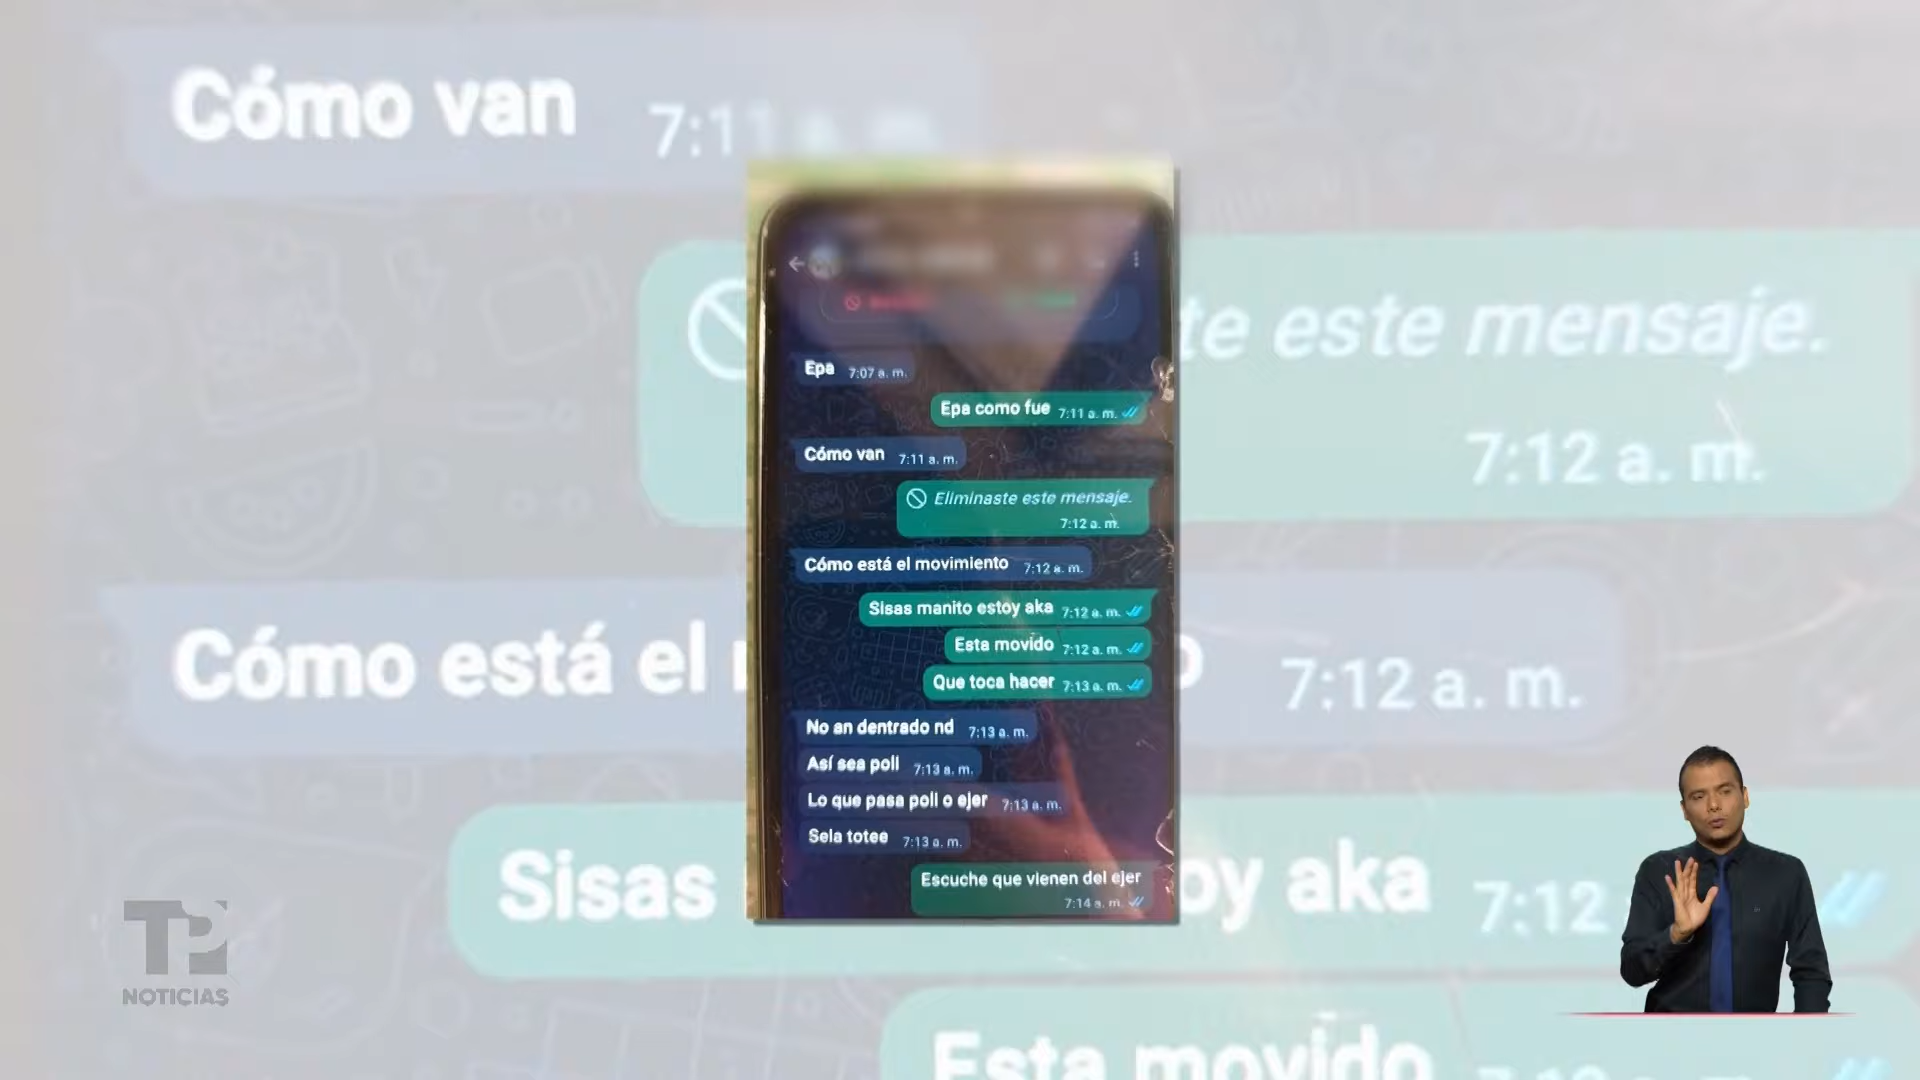 Cómo van
7:11
te este mensaje.
7:12 a. m.
Cómo está el
7:12 a. m.
Sisas
oy aka
7:12
Esta movido
Epa 7:07 a. m.
Epa como fue 7:11 a. m.
Cómo van 7:11 a. m.
Eliminaste este mensaje.
7:12 a. m.
Cómo está el movimiento 7:12 a. m.
Sisas manito estoy aka 7:12 a. m.
Esta movido 7:12 a. m.
Que toca hacer 7:13 a. m.
No an dentrado nd 7:13 a. m.
Así sea poli 7:13 a. m.
Lo que pasa poli o ejer 7:13 a. m.
Sela totee 7:13 a. m.
Escuche que vienen del ejer
7:14 a. m.
TP
NOTICIAS